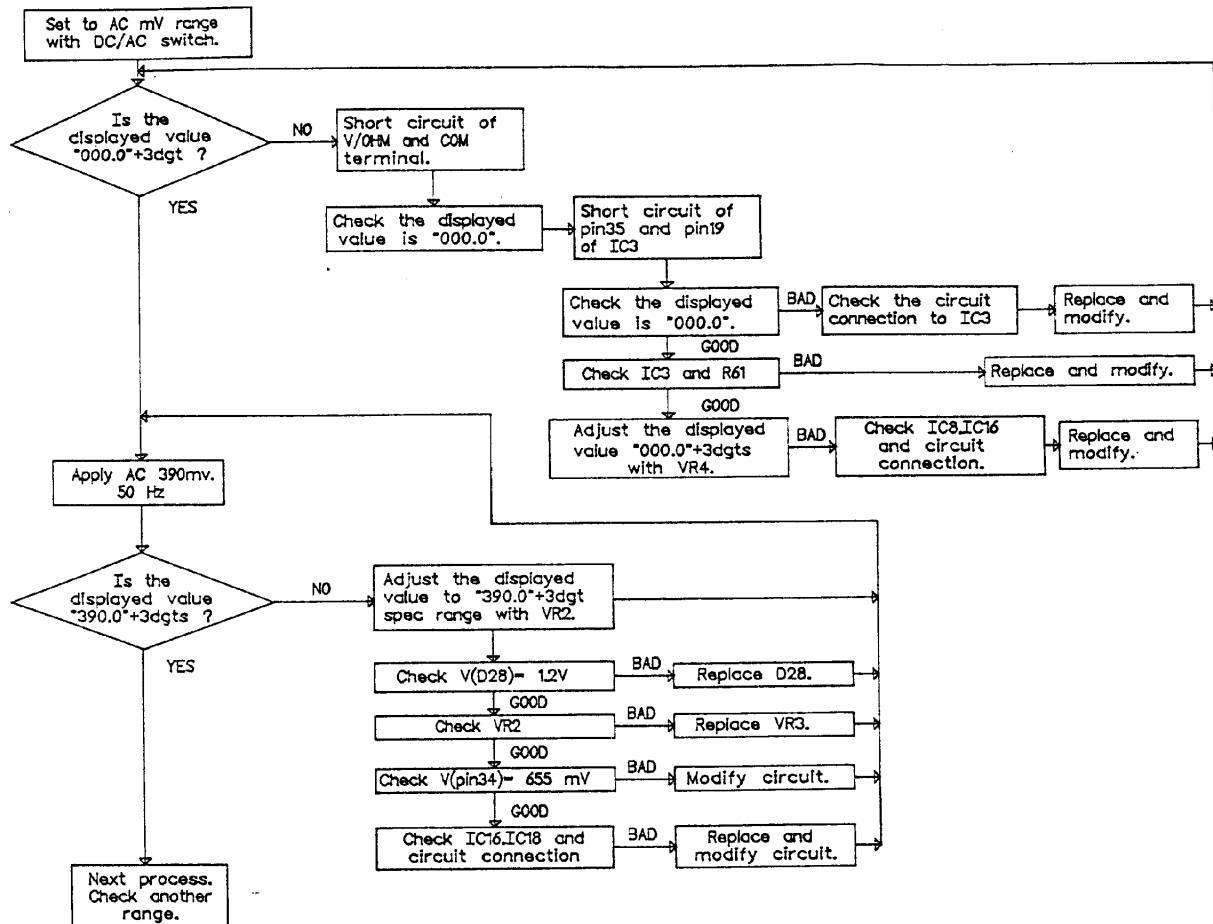 Set to AC mV range
with DC/AC switch.
Is the
displayed value
"000.0"+3dgt ?
NO
YES
Short circuit of
V/OHM and COM
terminal.
Check the displayed
value is "000.0".
Short circuit of
pin35 and pin19
of IC3
Check the displayed
value is "000.0".
BAD
Check the circuit
connection to IC3
Replace and
modify.
GOOD
Check IC3 and R61
BAD
Replace and modify.
GOOD
Adjust the displayed
value "000.0"+3dgts
with VR4.
BAD
Check IC8,IC16
and circuit
connection.
Replace and
modify.
Apply AC 390mv.
50 Hz
Is the
displayed value
"390.0"+3dgts ?
NO
YES
Adjust the displayed
value to "390.0"+3dgt
spec range with VR2.
Check V(D28)= 1.2V
BAD
Replace D28.
GOOD
Check VR2
BAD
Replace VR3.
GOOD
Check V(pin34)= 655 mV
BAD
Modify circuit.
GOOD
Check IC16,IC18 and
circuit connection
BAD
Replace and
modify circuit.
Next process.
Check another
range.